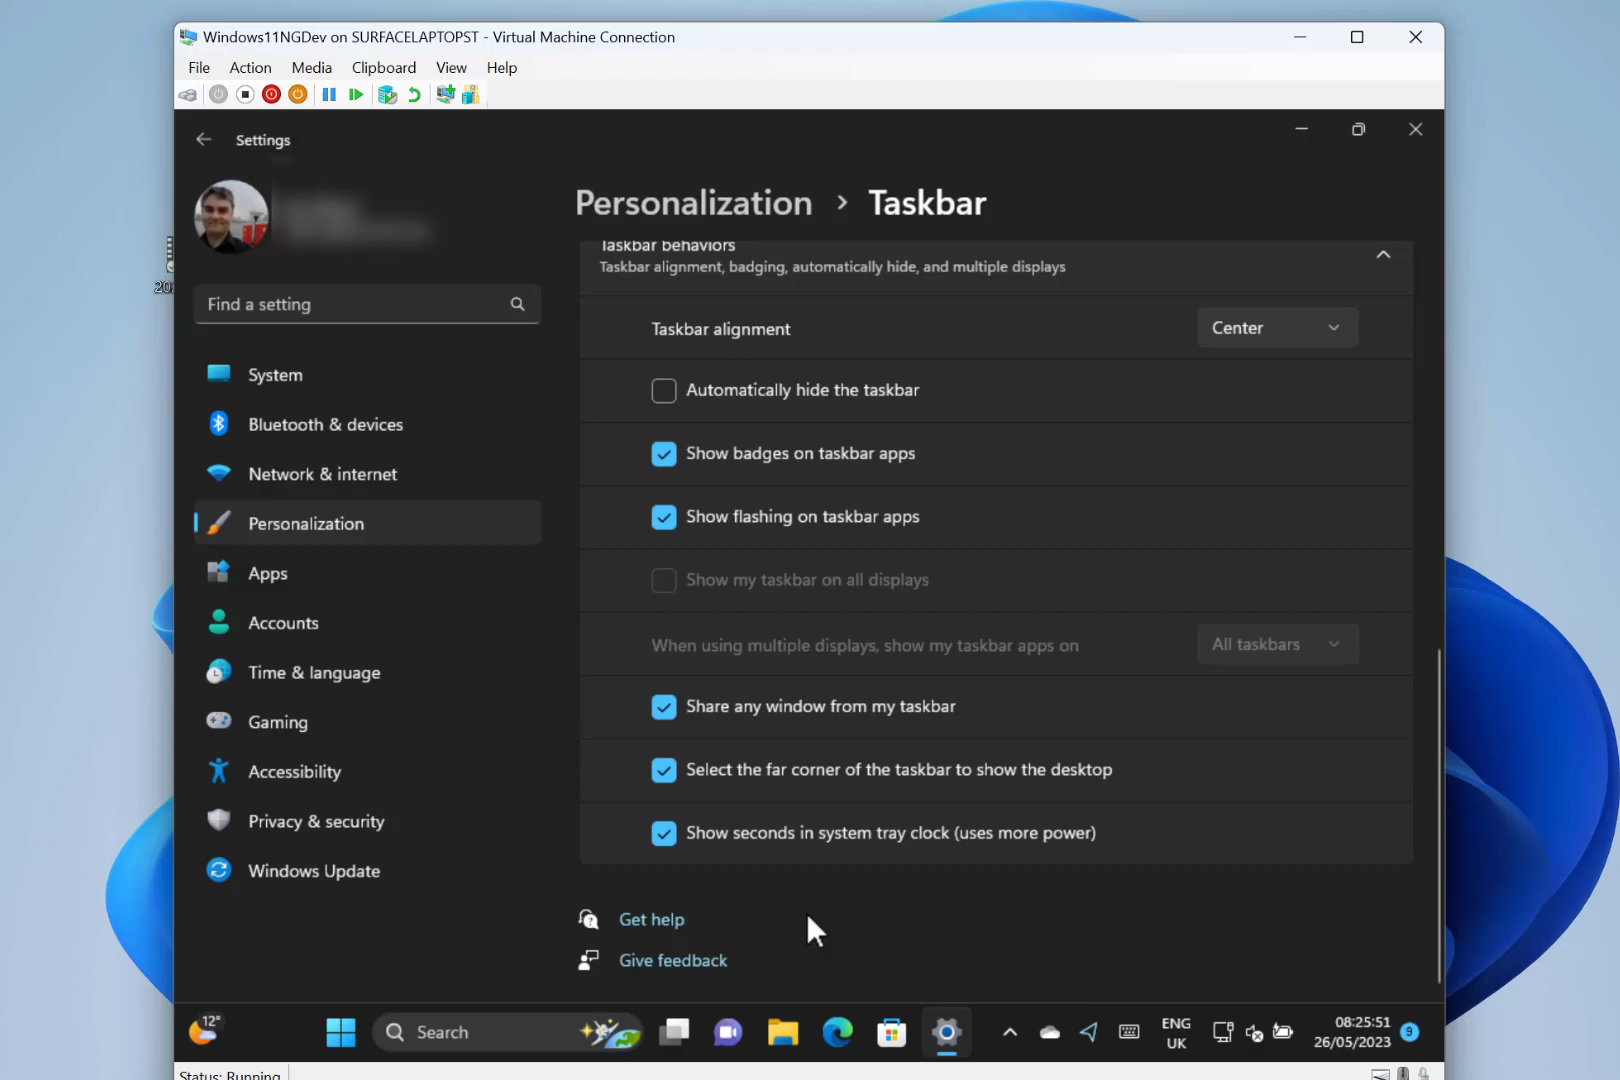 Windows11NGDev on SURFACELAPTOPST - Virtual Machine Connection
File Action Media Clipboard View Help
Settings
Personalization > Taskbar
Taskbar behaviors
Taskbar alignment, badging, automatically hide, and multiple displays
Find a setting
Taskbar alignment
Center
System
Automatically hide the taskbar
Bluetooth & devices
Show badges on taskbar apps
Network & internet
Show flashing on taskbar apps
Personalization
Apps
Show my taskbar on all displays
Accounts
When using multiple displays, show my taskbar apps on
All taskbars
Time & language
Share any window from my taskbar
Gaming
Select the far corner of the taskbar to show the desktop
Accessibility
Privacy & security
Show seconds in system tray clock (uses more power)
Windows Update
Get help
Give feedback
12°
Search
ENG
UK
08:25:51
26/05/2023
9
Status: Running